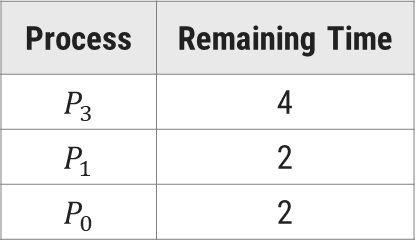 Process Remaining Time
P₃ 4
P₁ 2
P₀ 2